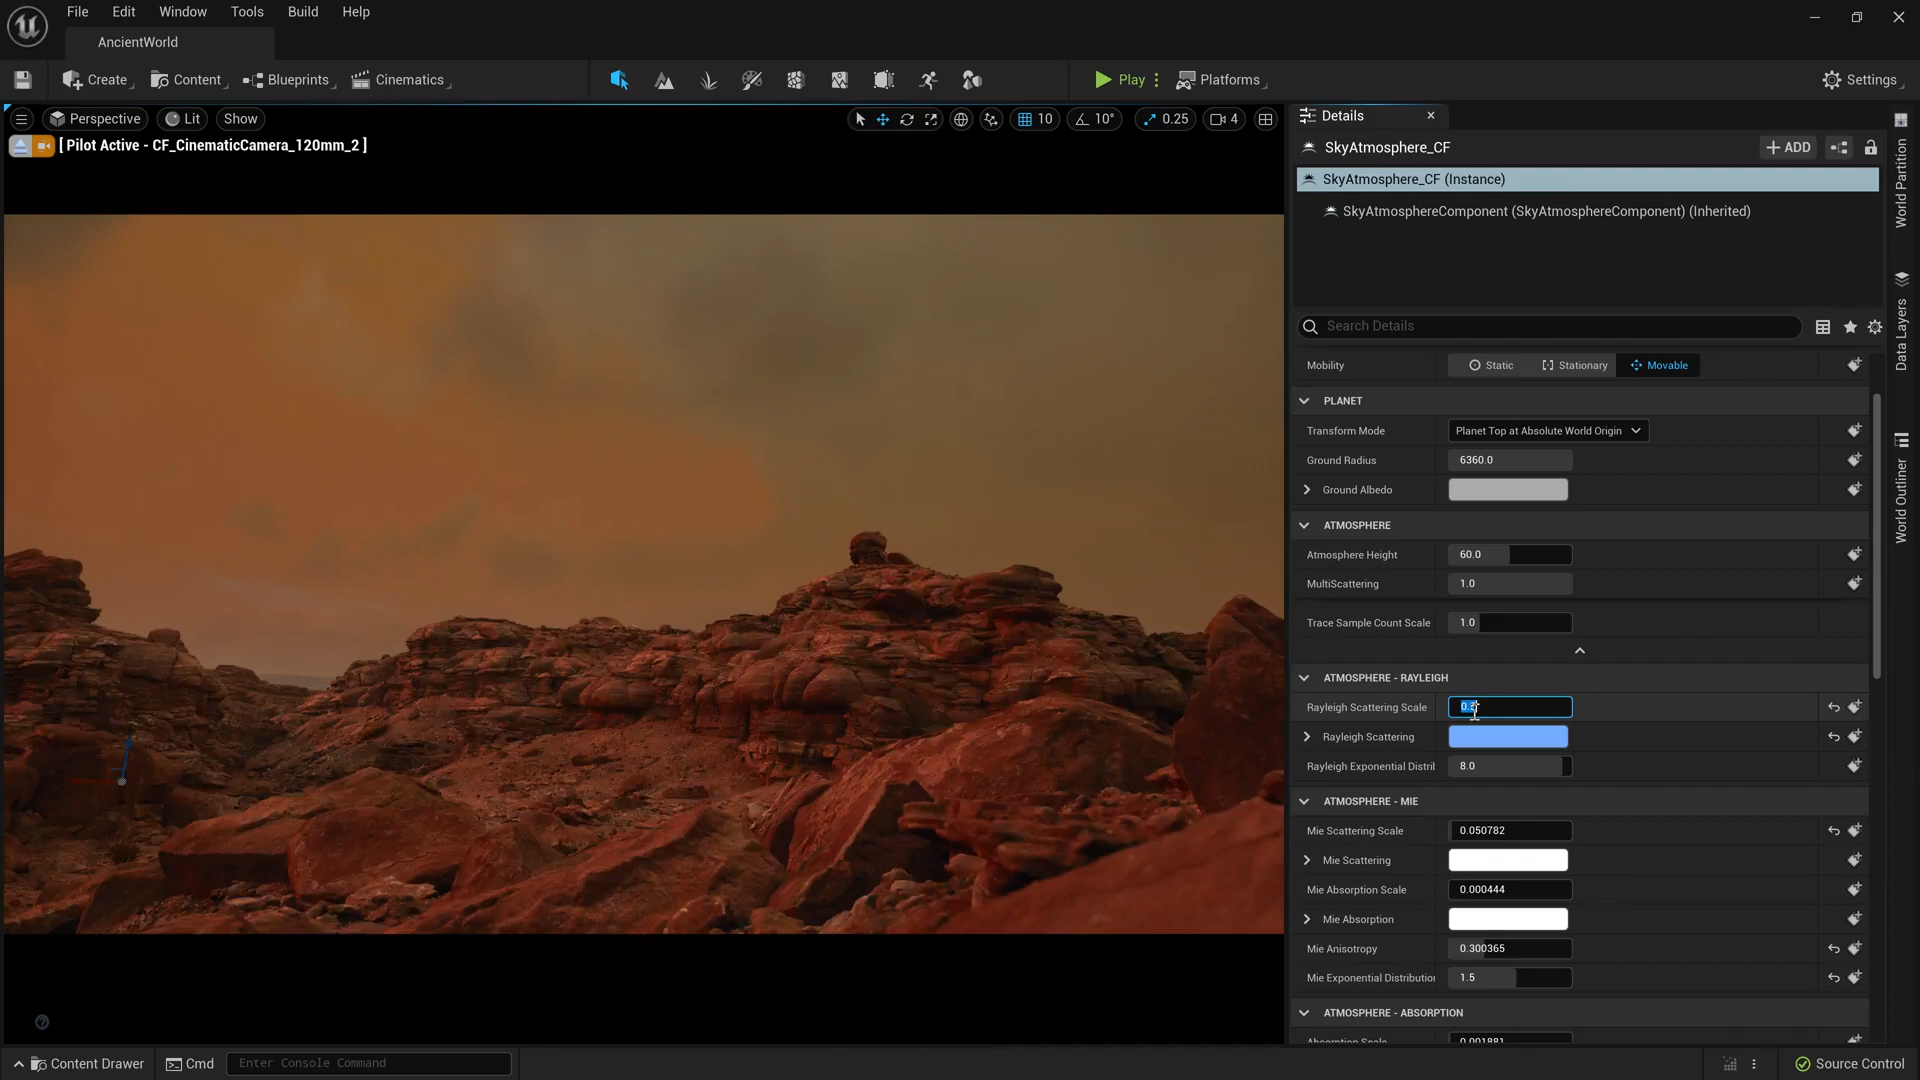 File Edit Window Tools Build Help
AncientWorld
Create Content Blueprints Cinematics Play Platforms Settings
Perspective Lit Show 10 10° 0.25 4
[ Pilot Active - CF_CinematicCamera_120mm_2 ]
Details
SkyAtmosphere_CF ADD
SkyAtmosphere_CF (Instance)
SkyAtmosphereComponent (SkyAtmosphereComponent) (Inherited)
Search Details
Mobility Static Stationary Movable
PLANET
Transform Mode Planet Top at Absolute World Origin
Ground Radius 6360.0
Ground Albedo
ATMOSPHERE
Atmosphere Height 60.0
MultiScattering 1.0
Trace Sample Count Scale 1.0
ATMOSPHERE - RAYLEIGH
Rayleigh Scattering Scale
Rayleigh Scattering
Rayleigh Exponential Distrib 8.0
ATMOSPHERE - MIE
Mie Scattering Scale 0.050782
Mie Scattering
Mie Absorption Scale 0.000444
Mie Absorption
Mie Anisotropy 0.300365
Mie Exponential Distribution 1.5
ATMOSPHERE - ABSORPTION
Absorption Scale 0.001881
World Partition
Data Layers
World Outliner
Content Drawer Cmd Enter Console Command Source Control